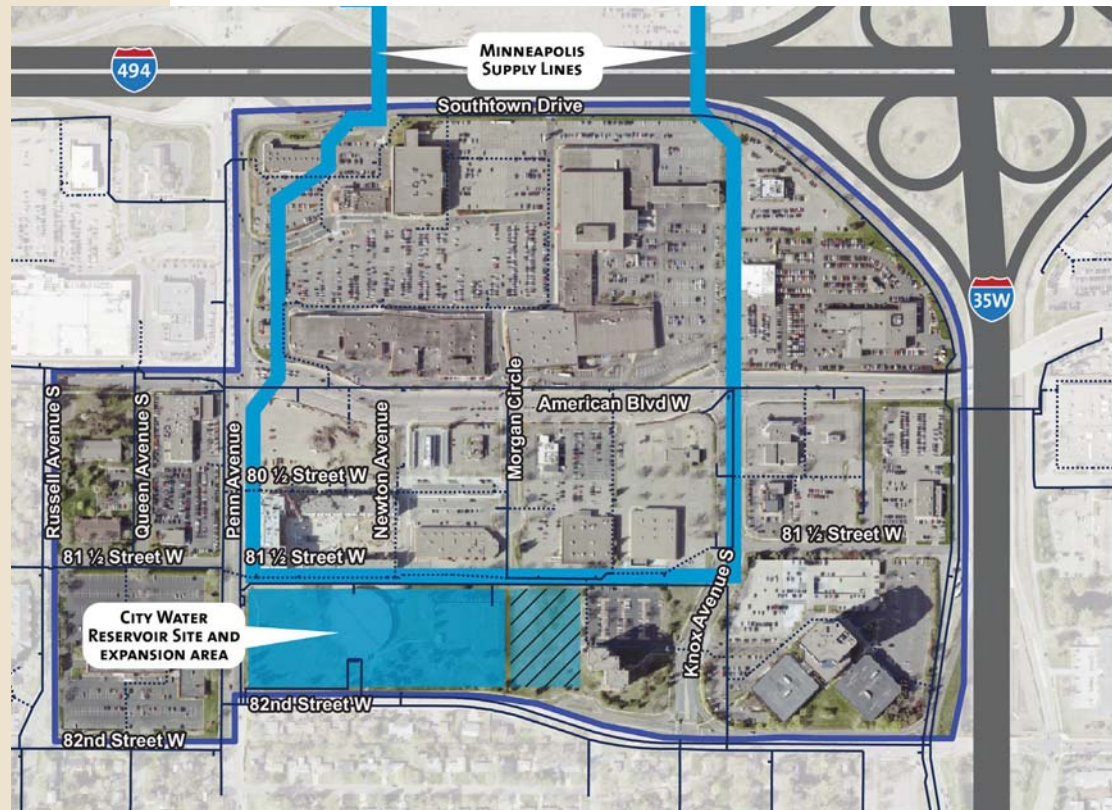 MINNEAPOLIS
SUPPLY LINES
494
Southtown Drive
35W
American Blvd W
Russell Avenue S
Queen Avenue S
Penn Avenue
Newton Avenue
Morgan Circle
80 ½ Street W
81 ½ Street W
81 ½ Street W
81 ½ Street W
Knox Avenue S
CITY WATER
RESERVOIR SITE AND
EXPANSION AREA
82nd Street W
82nd Street W